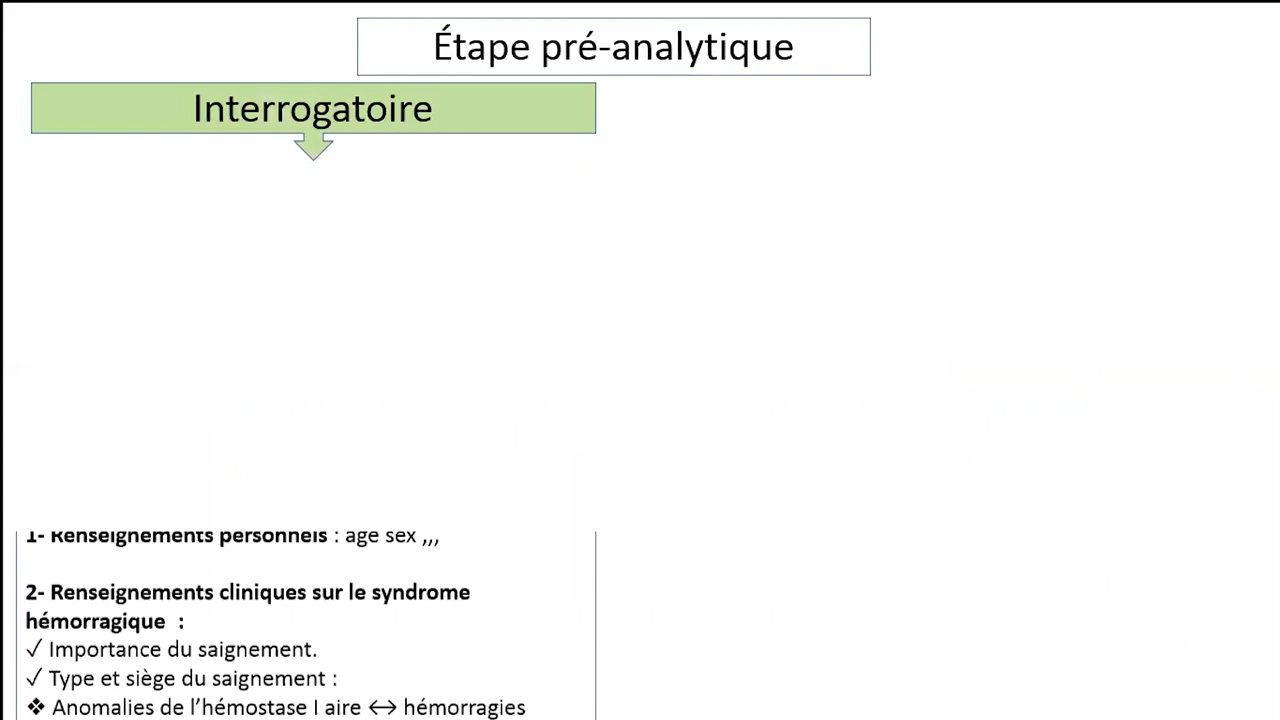 Étape pré-analytique
Interrogatoire
1- Renseignements personnels : age sex ,,,
2- Renseignements cliniques sur le syndrome
hémorragique :
✓ Importance du saignement.
✓ Type et siège du saignement :
❖ Anomalies de l’hémostase I aire ↔ hémorragies